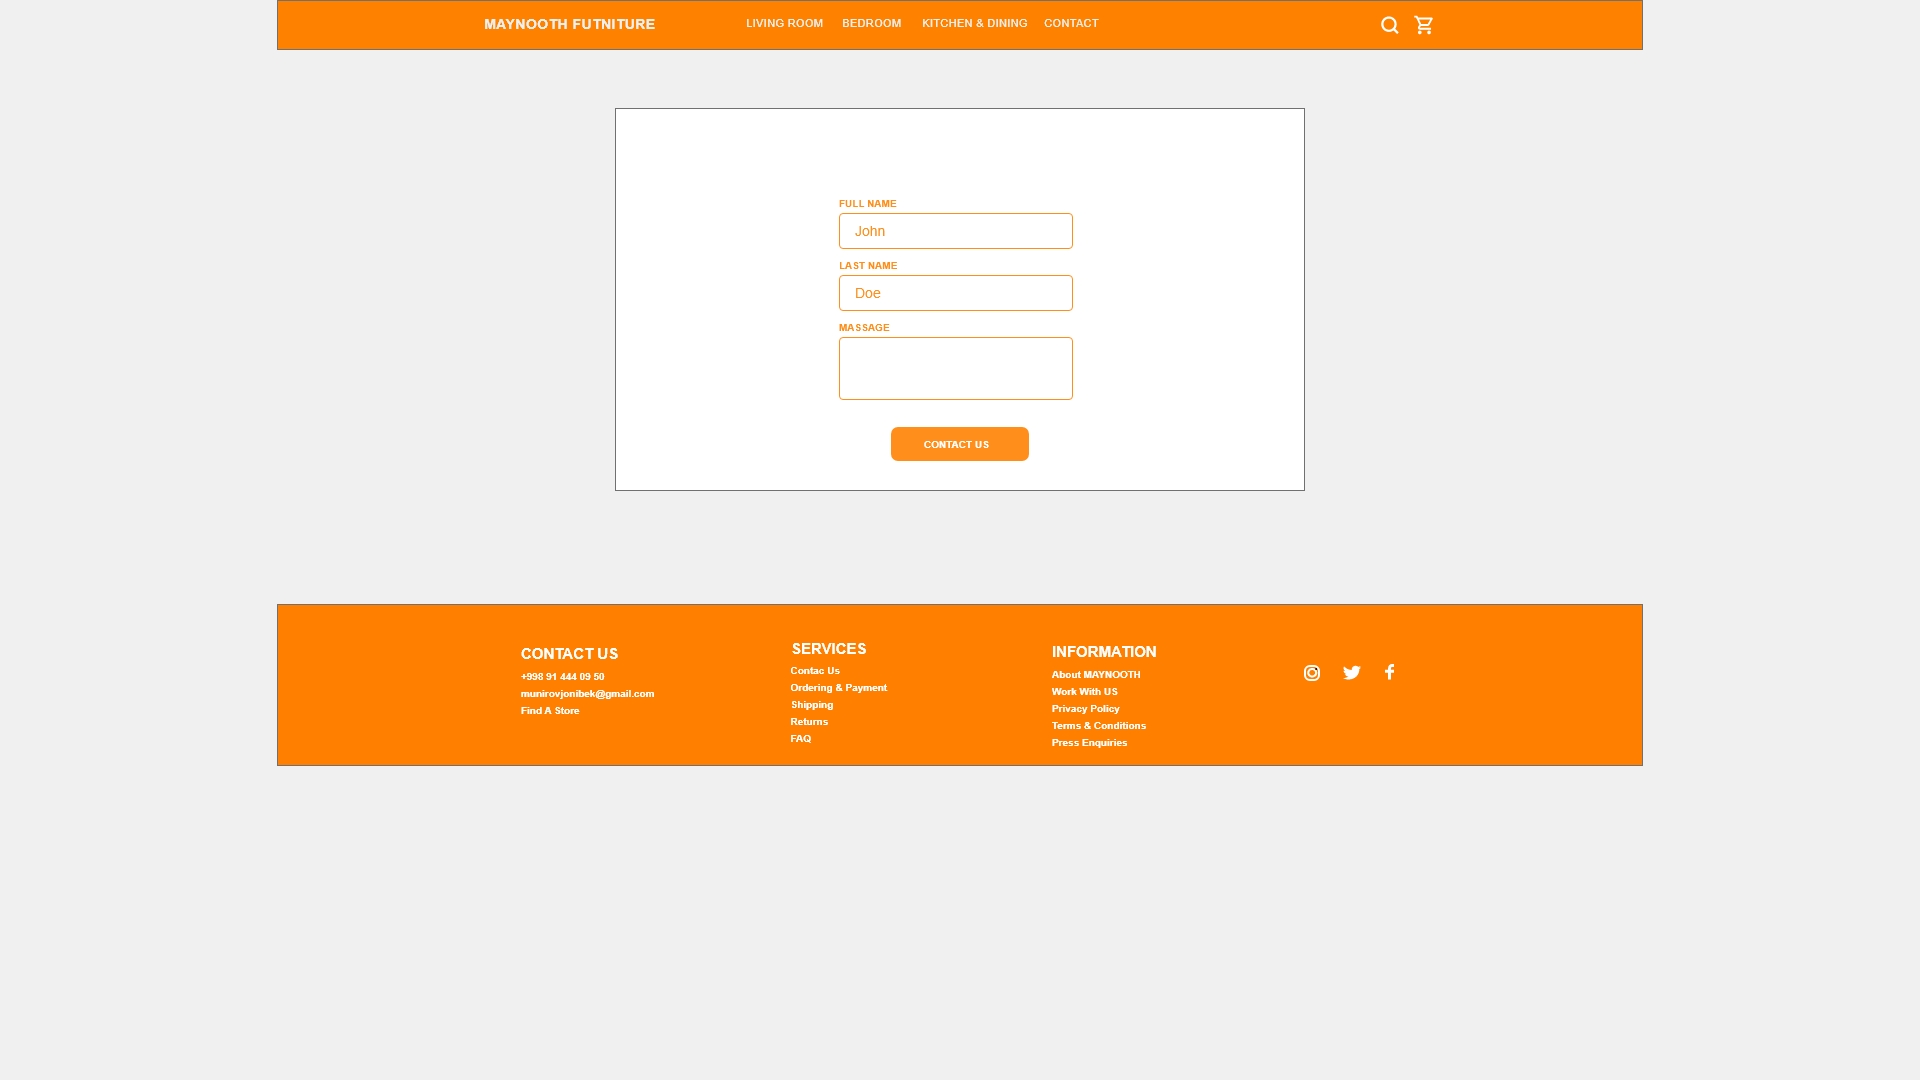 MAYNOOTH FUTNITURE
LIVING ROOM BEDROOM KITCHEN & DINING CONTACT
FULL NAME
John
LAST NAME
Doe
MASSAGE
CONTACT US
CONTACT US
+998 91 444 09 50
munirovjonibek@gmail.com
Find A Store
SERVICES
Contac Us
Ordering & Payment
Shipping
Returns
FAQ
INFORMATION
About MAYNOOTH
Work With US
Privacy Policy
Terms & Conditions
Press Enquiries